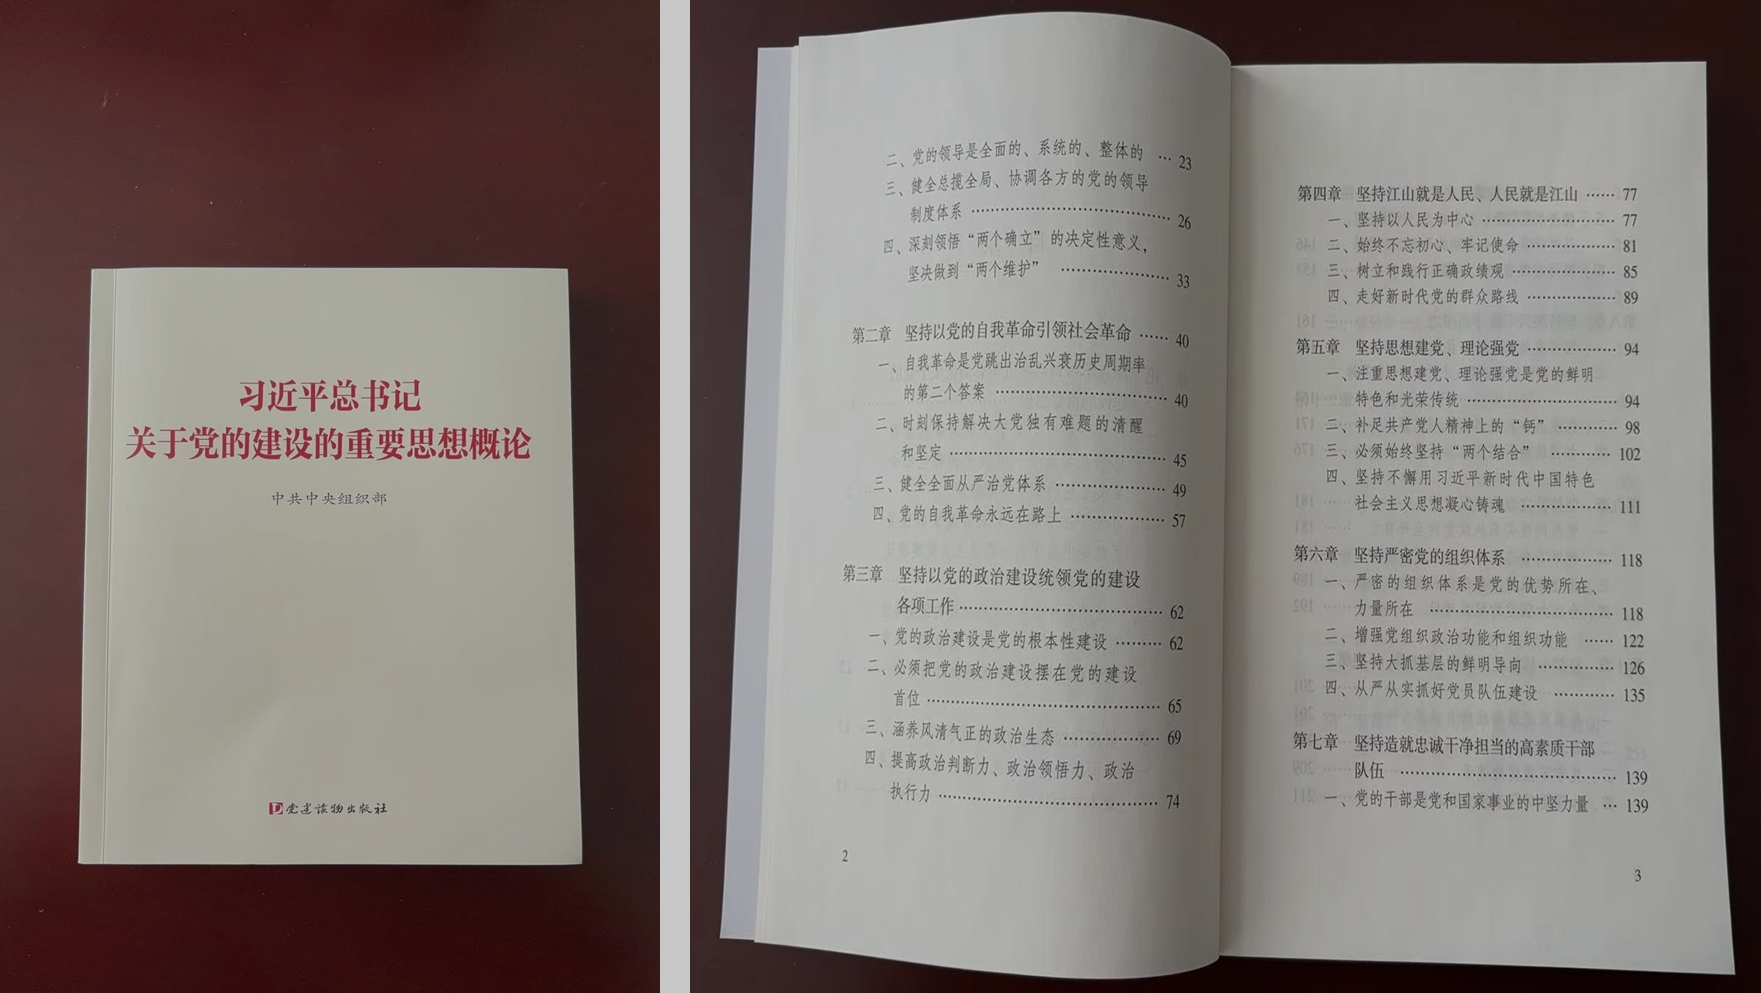 习近平总书记
关于党的建设的重要思想概论
中共中央组织部
党建读物出版社
二、党的领导是全面的、系统的、整体的 … 23
三、健全总揽全局、协调各方的党的领导
制度体系 …………………… 26
四、深刻领悟“两个确立”的决定性意义，
坚决做到“两个维护” ………… 33
第二章 坚持以党的自我革命引领社会革命 …… 40
一、自我革命是党跳出治乱兴衰历史周期率
的第二个答案 …………………… 40
二、时刻保持解决大党独有难题的清醒
和坚定 …………………… 45
三、健全全面从严治党体系 …………… 49
四、党的自我革命永远在路上 ………… 57
第三章 坚持以党的政治建设统领党的建设
各项工作 …………………… 62
一、党的政治建设是党的根本性建设 ……… 62
二、必须把党的政治建设摆在党的建设
首位 …………………… 65
三、涵养风清气正的政治生态 ………… 69
四、提高政治判断力、政治领悟力、政治
执行力 …………………… 74
2
第四章 坚持江山就是人民、人民就是江山 …… 77
一、坚持以人民为中心 …………… 77
二、始终不忘初心、牢记使命 ………… 81
三、树立和践行正确政绩观 ………… 85
四、走好新时代党的群众路线 ………… 89
第五章 坚持思想建党、理论强党 ………… 94
一、注重思想建党、理论强党是党的鲜明
特色和光荣传统 …………… 94
二、补足共产党人精神上的“钙” ……… 98
三、必须始终坚持“两个结合” ……… 102
四、坚持不懈用习近平新时代中国特色
社会主义思想凝心铸魂 ………… 111
第六章 坚持严密党的组织体系 ………… 118
一、严密的组织体系是党的优势所在、
力量所在 …………………… 118
二、增强党组织政治功能和组织功能 …… 122
三、坚持大抓基层的鲜明导向 ……… 126
四、从严从实抓好党员队伍建设 ……… 135
第七章 坚持造就忠诚干净担当的高素质干部
队伍 …………………… 139
一、党的干部是党和国家事业的中坚力量 … 139
3